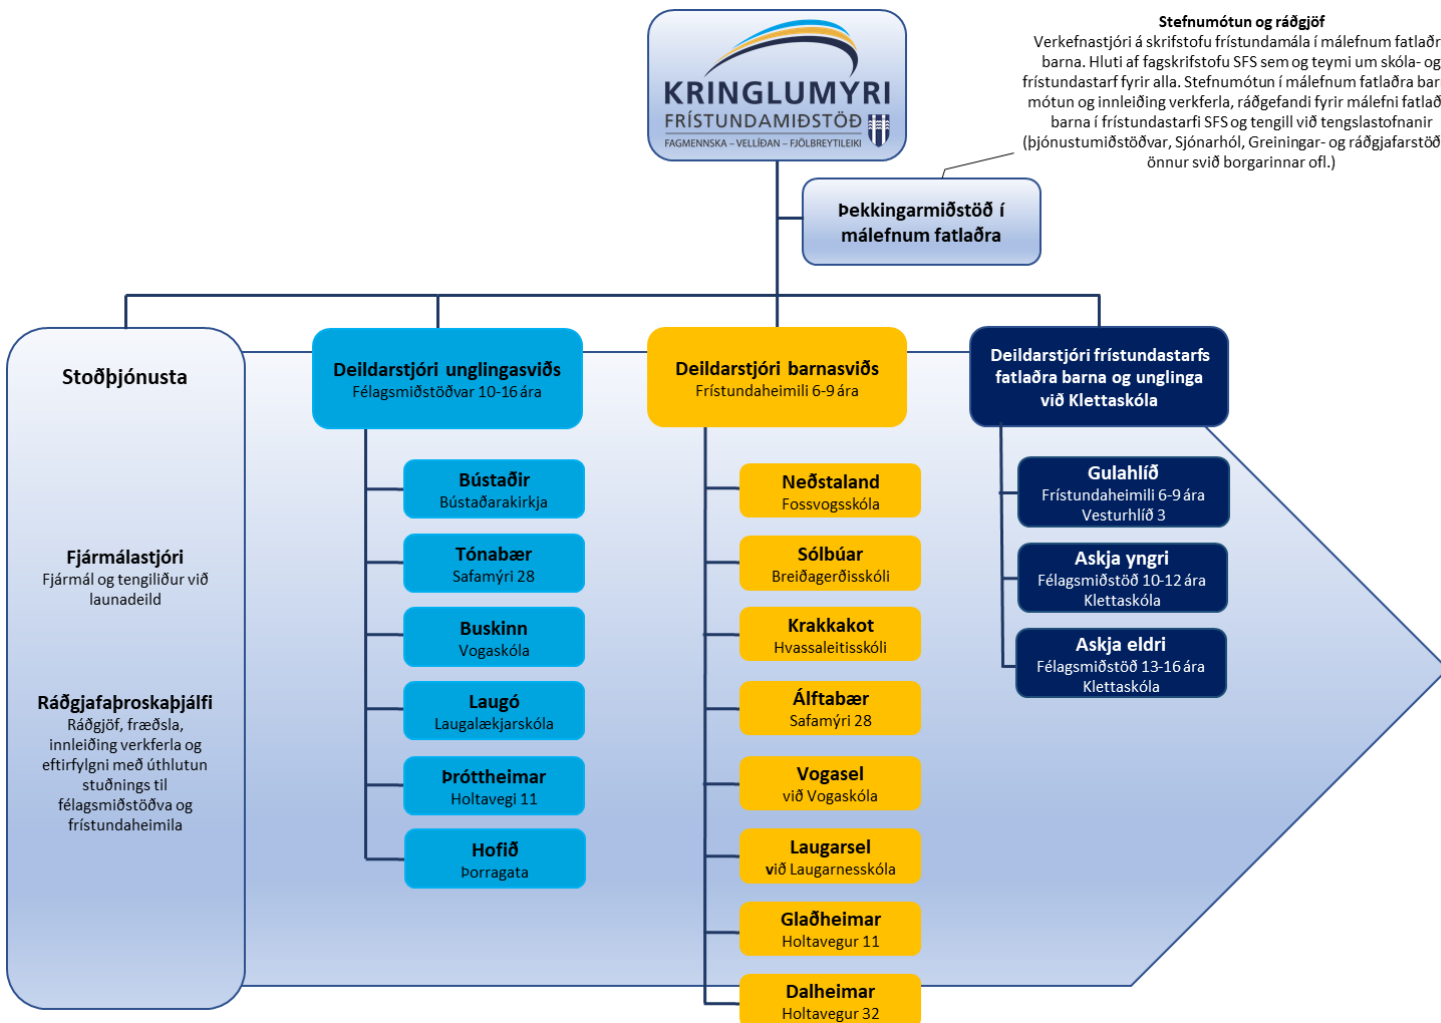 KRINGLUMÝRI
FRÍSTUNDAMIÐSTÖÐ
FAGMENNSKA – VELLÍÐAN – FJÖLBREYTILEIKI
Stefnumótun og ráðgjöf
Verkefnastjóri á skrifstofu frístundamála í málefnum fatlaðr
barna. Hluti af fagskrifstofu SFS sem og teymi um skóla- og
frístundastarf fyrir alla. Stefnumótun í málefnum fatlaðra bar
mótun og innleiðing verkferla, ráðgefandi fyrir málefni fatlað
barna í frístundastarfi SFS og tengill við tengslastofnanir
(þjónustumiðstöðvar, Sjónarhól, Greiningar- og ráðgjafarstöð
önnur svið borgarinnar ofl.)
Þekkingarmiðstöð í
málefnum fatlaðra
Stoðþjónusta
Fjármálastjóri
Fjármál og tengiliður við
launadeild
Ráðgjafaþroskaþjálfi
Ráðgjöf, fræðsla,
innleiðing verkferla og
eftirfylgni með úthlutun
stuðnings til
félagsmiðstöðva og
frístundaheimila
Deildarstjóri unglingasviðs
Félagsmiðstöðvar 10-16 ára
Bústaðir
Bústaðarakirkja
Tónabær
Safamýri 28
Buskinn
Vogaskóla
Laugó
Laugalækjarskóla
Þróttheimar
Holtavegi 11
Hofið
Þorragata
Deildarstjóri barnasviðs
Frístundaheimili 6-9 ára
Neðstaland
Fossvogsskóla
Sólbúar
Breiðagerðisskóli
Krakkakot
Hvassaleitisskóli
Álftabær
Safamýri 28
Vogasel
við Vogaskóla
Laugarsel
við Laugarnesskóla
Glaðheimar
Holtavegur 11
Dalheimar
Holtavegur 32
Deildarstjóri frístundastarfs
fatlaðra barna og unglinga
við Klettaskóla
Gulahlíð
Frístundaheimili 6-9 ára
Vesturhlíð 3
Askja yngri
Félagsmiðstöð 10-12 ára
Klettaskóla
Askja eldri
Félagsmiðstöð 13-16 ára
Klettaskóla